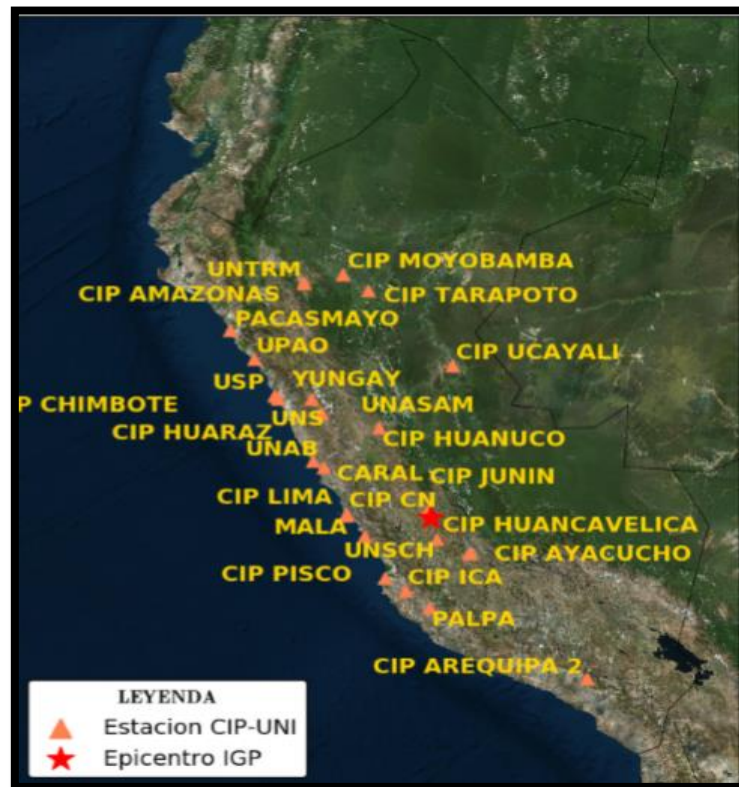 CIP MOYOBAMBA
UNTRM
CIP AMAZONAS
CIP TARAPOTO
PACASMAYO
UPAO
CIP UCAYALI
USP
YUNGAY
P CHIMBOTE
UNASAM
UNS
CIP HUARAZ
CIP HUANUCO
UNAB
CARAL
CIP JUNIN
CIP LIMA
CIP CN
MALA
CIP HUANCAVELICA
UNSCH
CIP AYACUCHO
CIP PISCO
CIP ICA
PALPA
CIP AREQUIPA 2
LEYENDA
Estacion CIP-UNI
Epicentro IGP